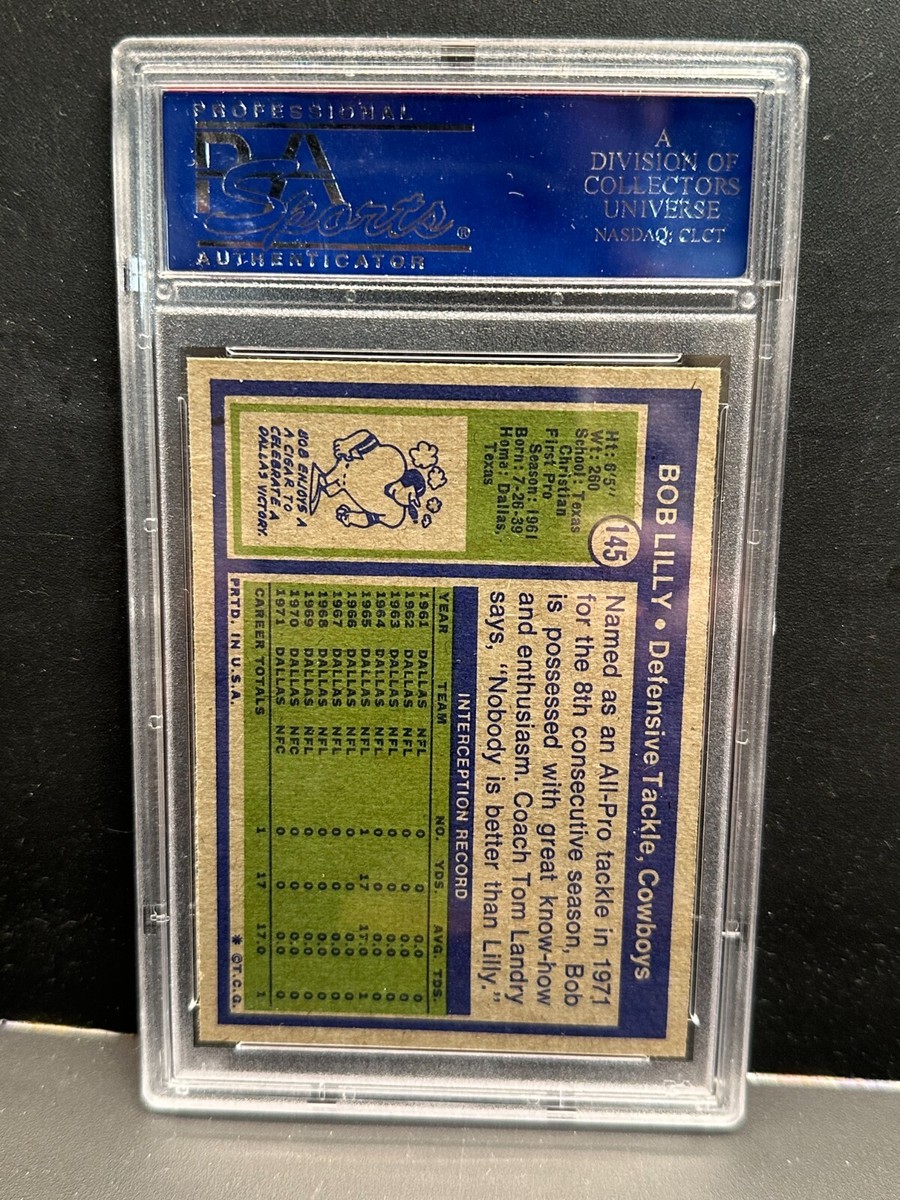 PROFESSIONAL
PSA
Sports®
AUTHENTICATOR
A
DIVISION OF
COLLECTORS
UNIVERSE
NASDAQ: CLCT
BOB LILLY • Defensive Tackle, Cowboys
145
Ht: 6'5"
Wt: 260
School: Texas
Christian
First Pro
Season: 1961
Born: 7-26-39
Home: Dallas,
Texas
BOB ENJOYS A
A CIGAR TO
CELEBRATE A
DALLAS VICTORY.
Named as an All-Pro tackle in 1971
for the 8th consecutive season, Bob
is possessed with great know-how
and enthusiasm. Coach Tom Landry
says, "Nobody is better than Lilly."
INTERCEPTION RECORD
YEAR TEAM NO. YDS. AVG. TDS.
1961 DALLAS NFL 0 0 0.0 0
1962 DALLAS NFL 0 0 0.0 0
1963 DALLAS NFL 0 0 0.0 0
1964 DALLAS NFL 0 0 0.0 0
1965 DALLAS NFL 1 17 17.0 1
1966 DALLAS NFL 0 0 0.0 0
1967 DALLAS NFL 0 0 0.0 0
1968 DALLAS NFL 0 0 0.0 0
1969 DALLAS NFL 0 0 0.0 0
1970 DALLAS NFC 0 0 0.0 0
1971 DALLAS NFC 0 0 0.0 0
CAREER TOTALS 1 17 17.0 1
PRTD. IN U.S.A. * ©T.C.G.